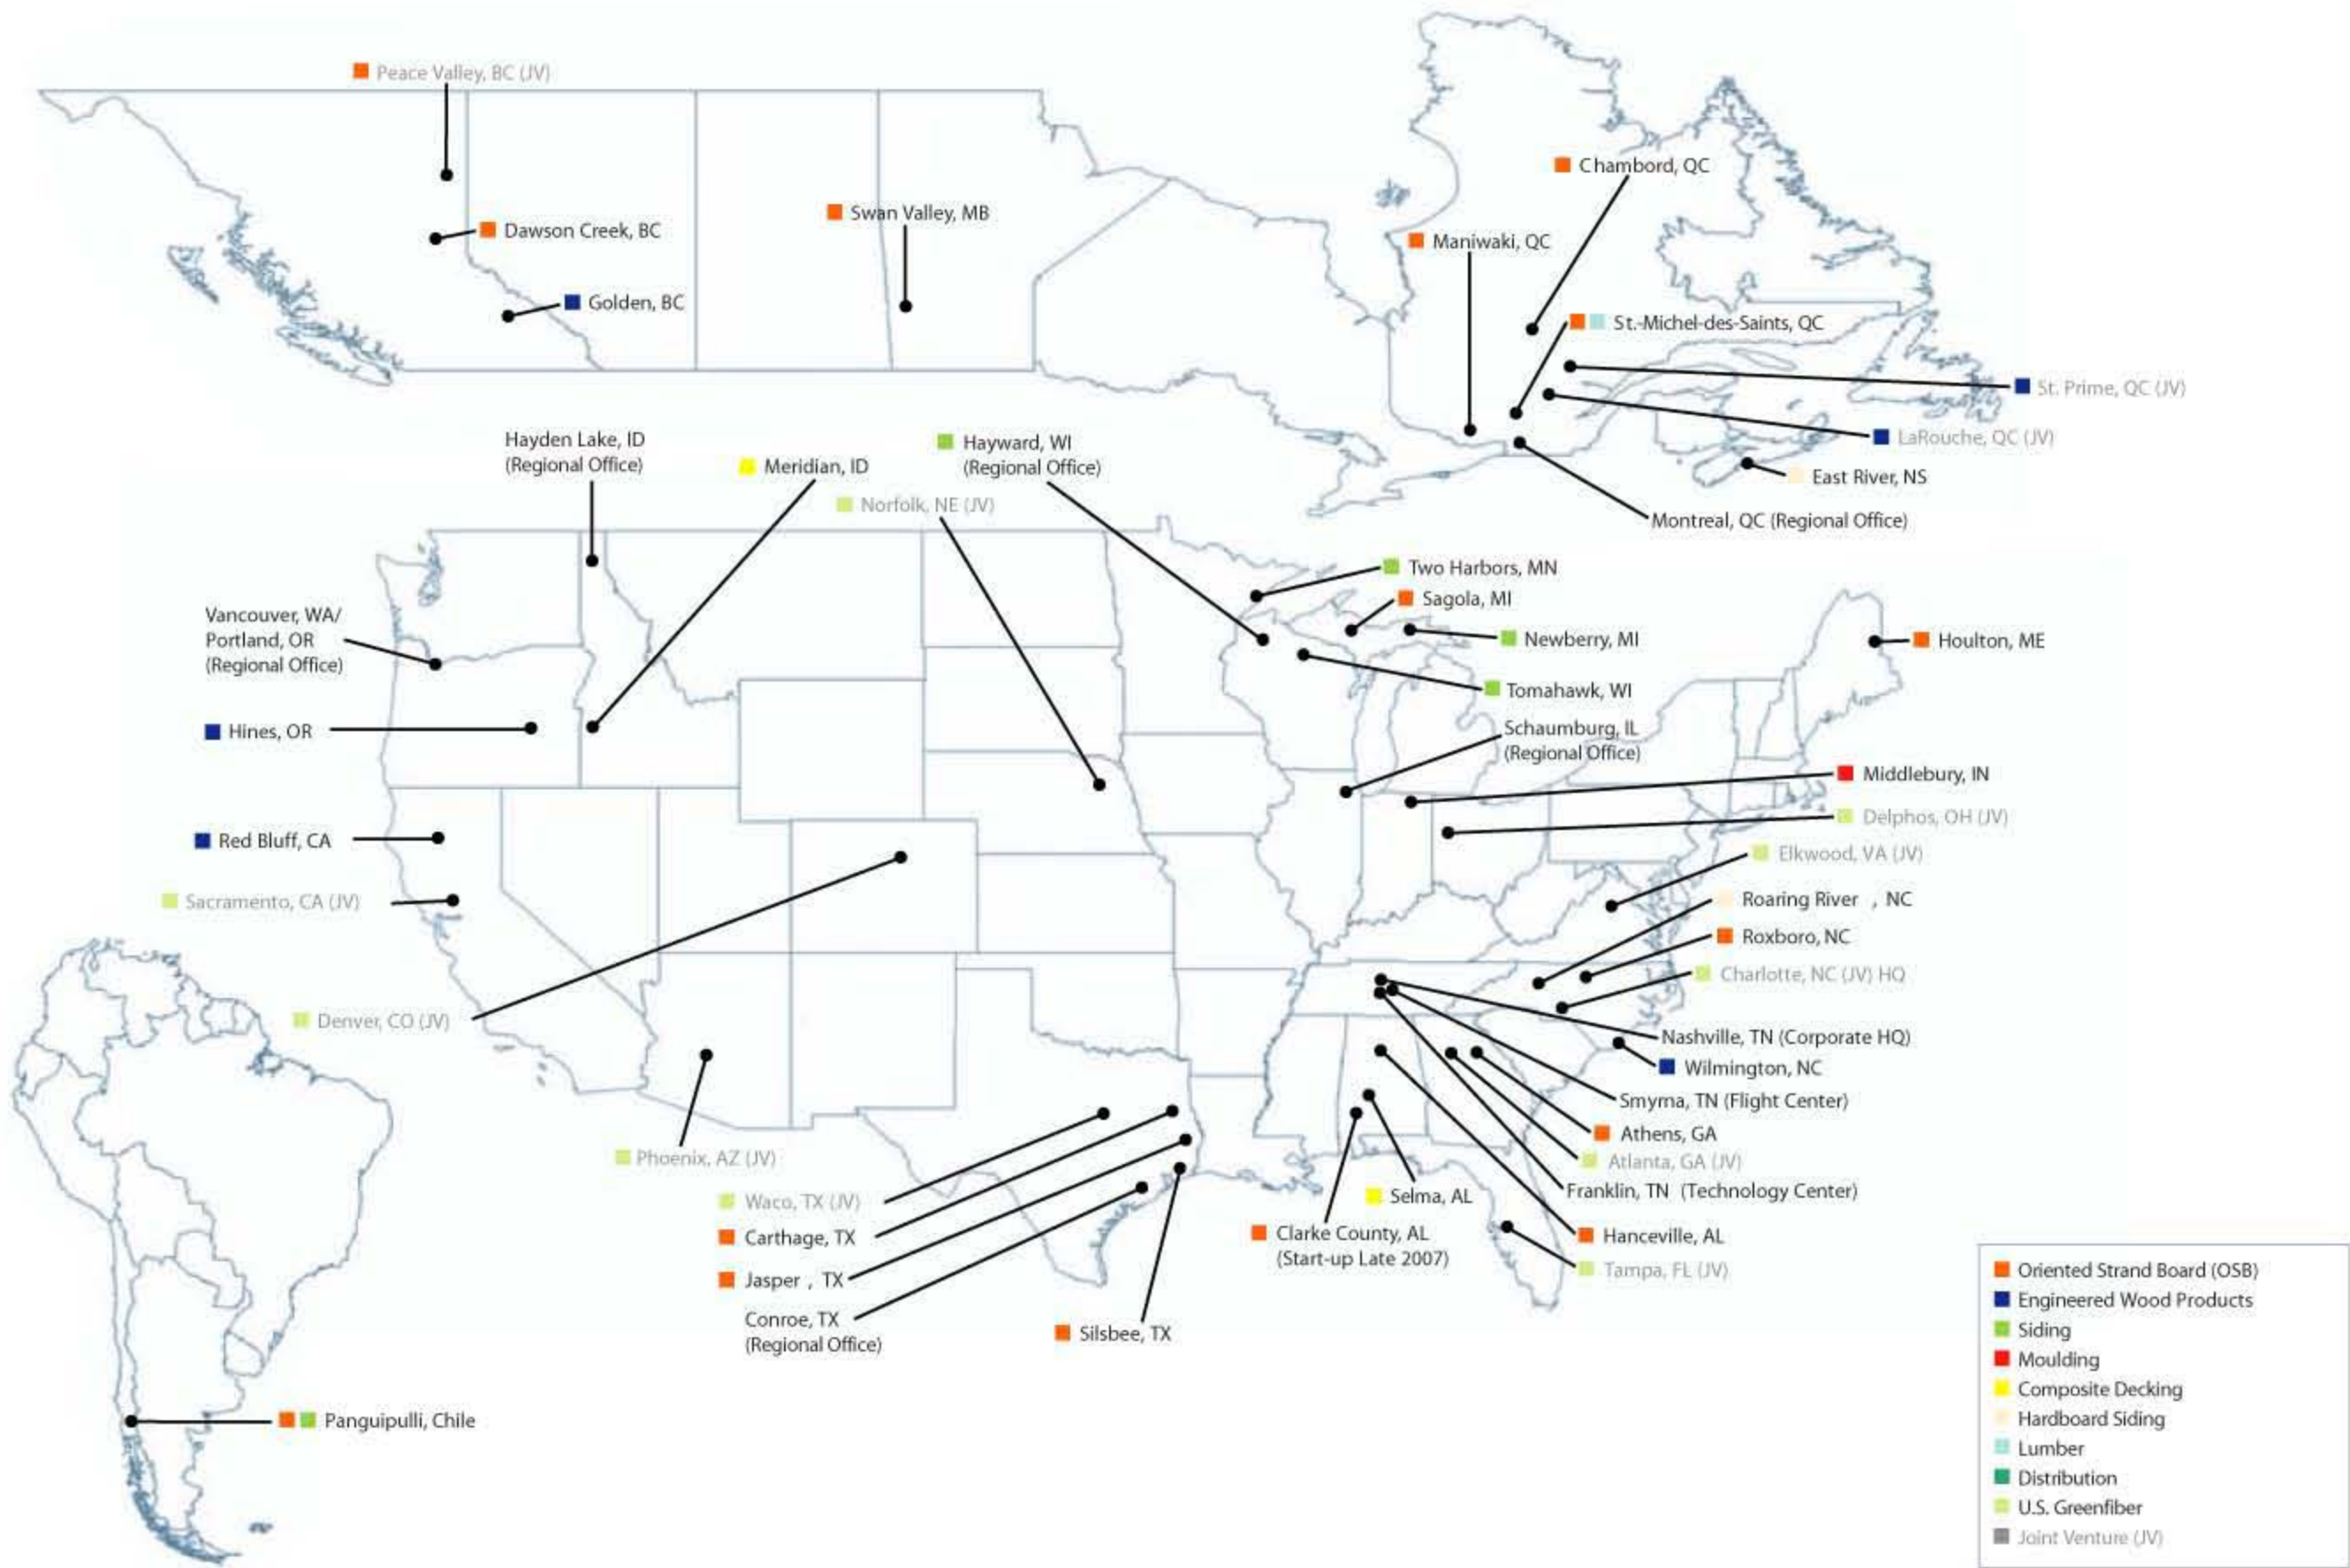 Peace Valley, BC (JV)
Chambord, QC
Swan Valley, MB
Dawson Creek, BC
Maniwaki, QC
Golden, BC
St.-Michel-des-Saints, QC
St. Prime, QC (JV)
LaRouche, QC (JV)
Hayden Lake, ID
(Regional Office)
Meridian, ID
Hayward, WI
(Regional Office)
East River, NS
Norfolk, NE (JV)
Montreal, QC (Regional Office)
Two Harbors, MN
Sagola, MI
Vancouver, WA/
Portland, OR
(Regional Office)
Newberry, MI
Houlton, ME
Tomahawk, WI
Hines, OR
Schaumburg, IL
(Regional Office)
Middlebury, IN
Delphos, OH (JV)
Red Bluff, CA
Elkwood, VA (JV)
Sacramento, CA (JV)
Roaring River , NC
Roxboro, NC
Charlotte, NC (JV) HQ
Denver, CO (JV)
Nashville, TN (Corporate HQ)
Wilmington, NC
Smyrna, TN (Flight Center)
Athens, GA
Phoenix, AZ (JV)
Atlanta, GA (JV)
Franklin, TN (Technology Center)
Waco, TX (JV)
Selma, AL
Carthage, TX
Clarke County, AL
(Start-up Late 2007)
Hanceville, AL
Jasper , TX
Tampa, FL (JV)
Conroe, TX
(Regional Office)
Silsbee, TX
Panguipulli, Chile
Oriented Strand Board (OSB)
Engineered Wood Products
Siding
Moulding
Composite Decking
Hardboard Siding
Lumber
Distribution
U.S. Greenfiber
Joint Venture (JV)